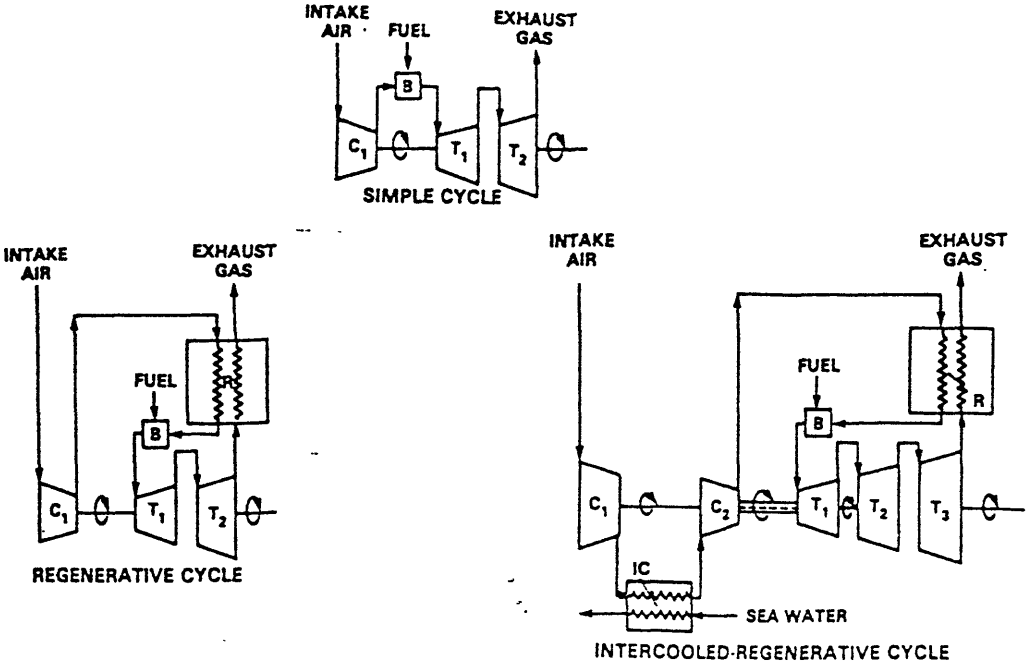 INTAKE
AIR
FUEL
EXHAUST
GAS
B
C1
T1
T2
SIMPLE CYCLE
INTAKE
AIR
EXHAUST
GAS
R
FUEL
B
C1
T1
T2
REGENERATIVE CYCLE
INTAKE
AIR
EXHAUST
GAS
FUEL
R
B
C1
C2
T1
T2
T3
IC
SEA WATER
INTERCOOLED-REGENERATIVE CYCLE